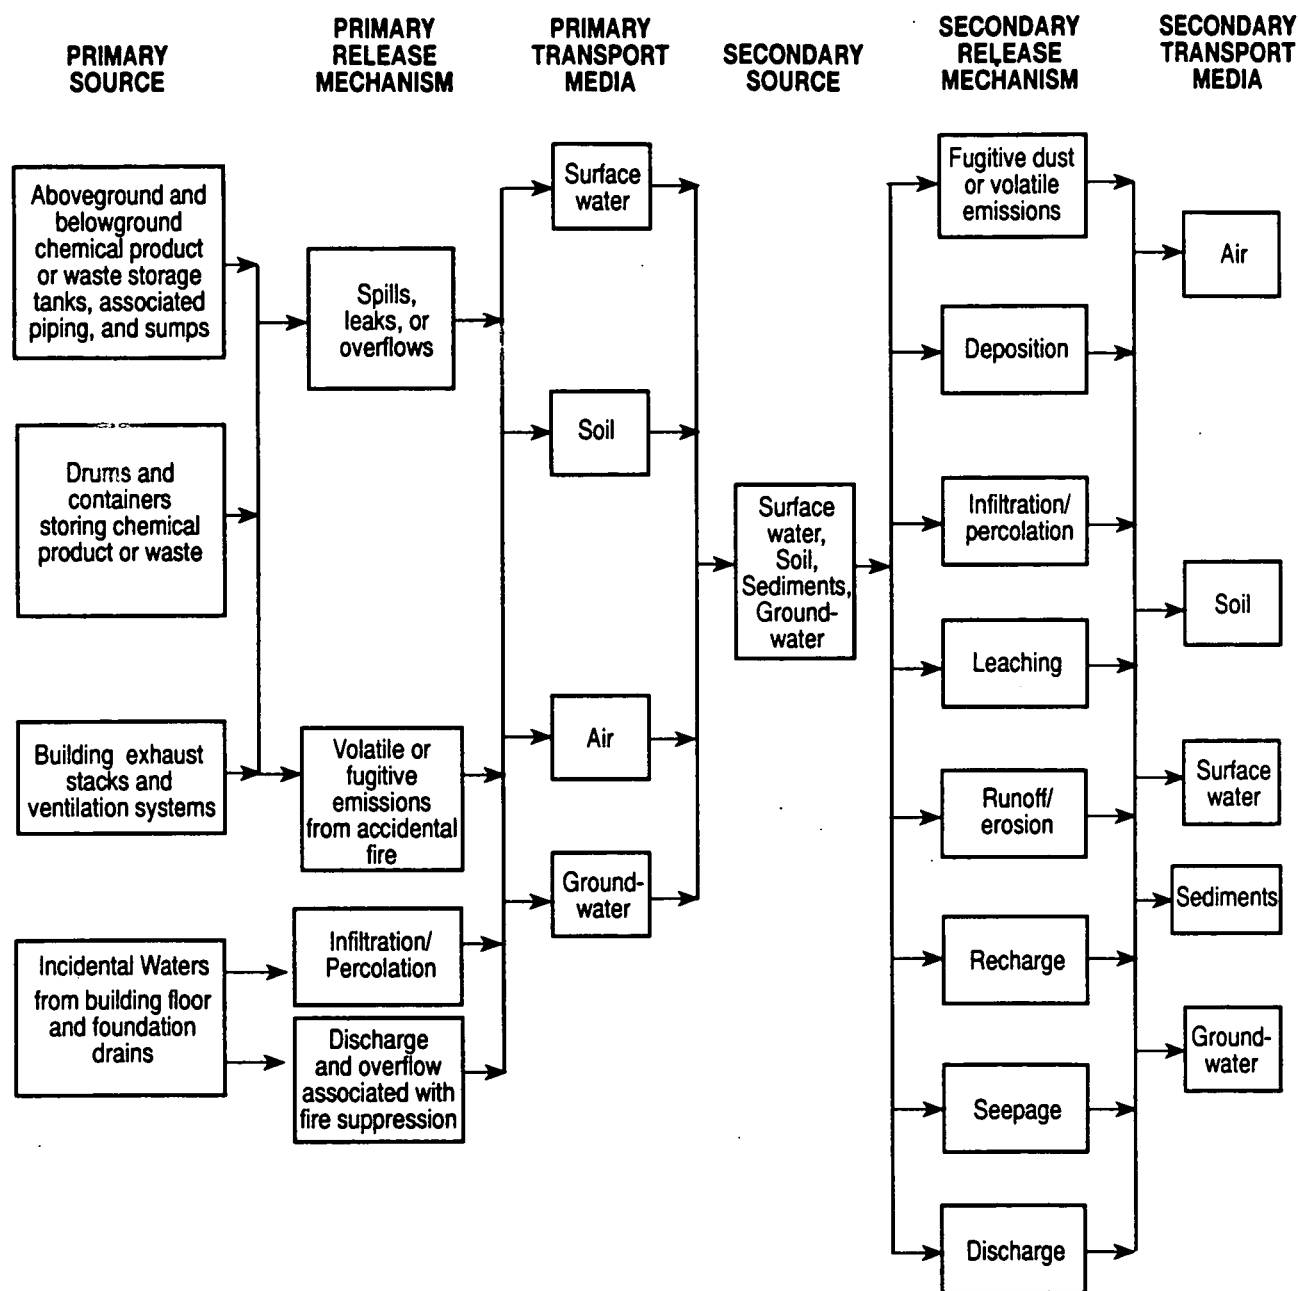 PRIMARY
SOURCE
PRIMARY
RELEASE
MECHANISM
PRIMARY
TRANSPORT
MEDIA
SECONDARY
SOURCE
SECONDARY
RELEASE
MECHANISM
SECONDARY
TRANSPORT
MEDIA
Aboveground and
belowground
chemical product
or waste storage
tanks, associated
piping, and sumps
Drums and
containers
storing chemical
product or waste
Building exhaust
stacks and
ventilation systems
Incidental Waters
from building floor
and foundation
drains
Spills,
leaks, or
overflows
Volatile or
fugitive
emissions
from accidental
fire
Infiltration/
Percolation
Discharge
and overflow
associated with
fire suppression
Surface
water
Soil
Air
Ground-
water
Surface
water,
Soil,
Sediments,
Ground-
water
Fugitive dust
or volatile
emissions
Deposition
Infiltration/
percolation
Leaching
Runoff/
erosion
Recharge
Seepage
Discharge
Air
Soil
Surface
water
Sediments
Ground-
water